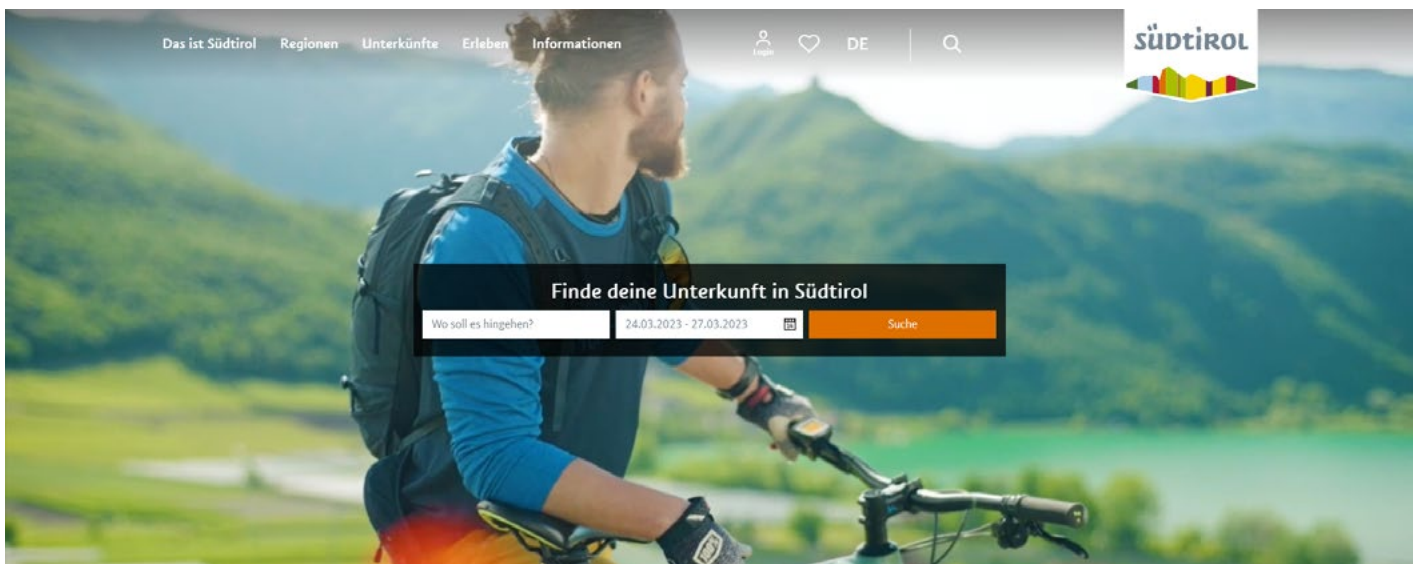 Das ist Südtirol Regionen Unterkünfte Erleben Informationen Login DE
südtirol
Finde deine Unterkunft in Südtirol
Wo soll es hingehen? 24.03.2023 - 27.03.2023 Suche
100%